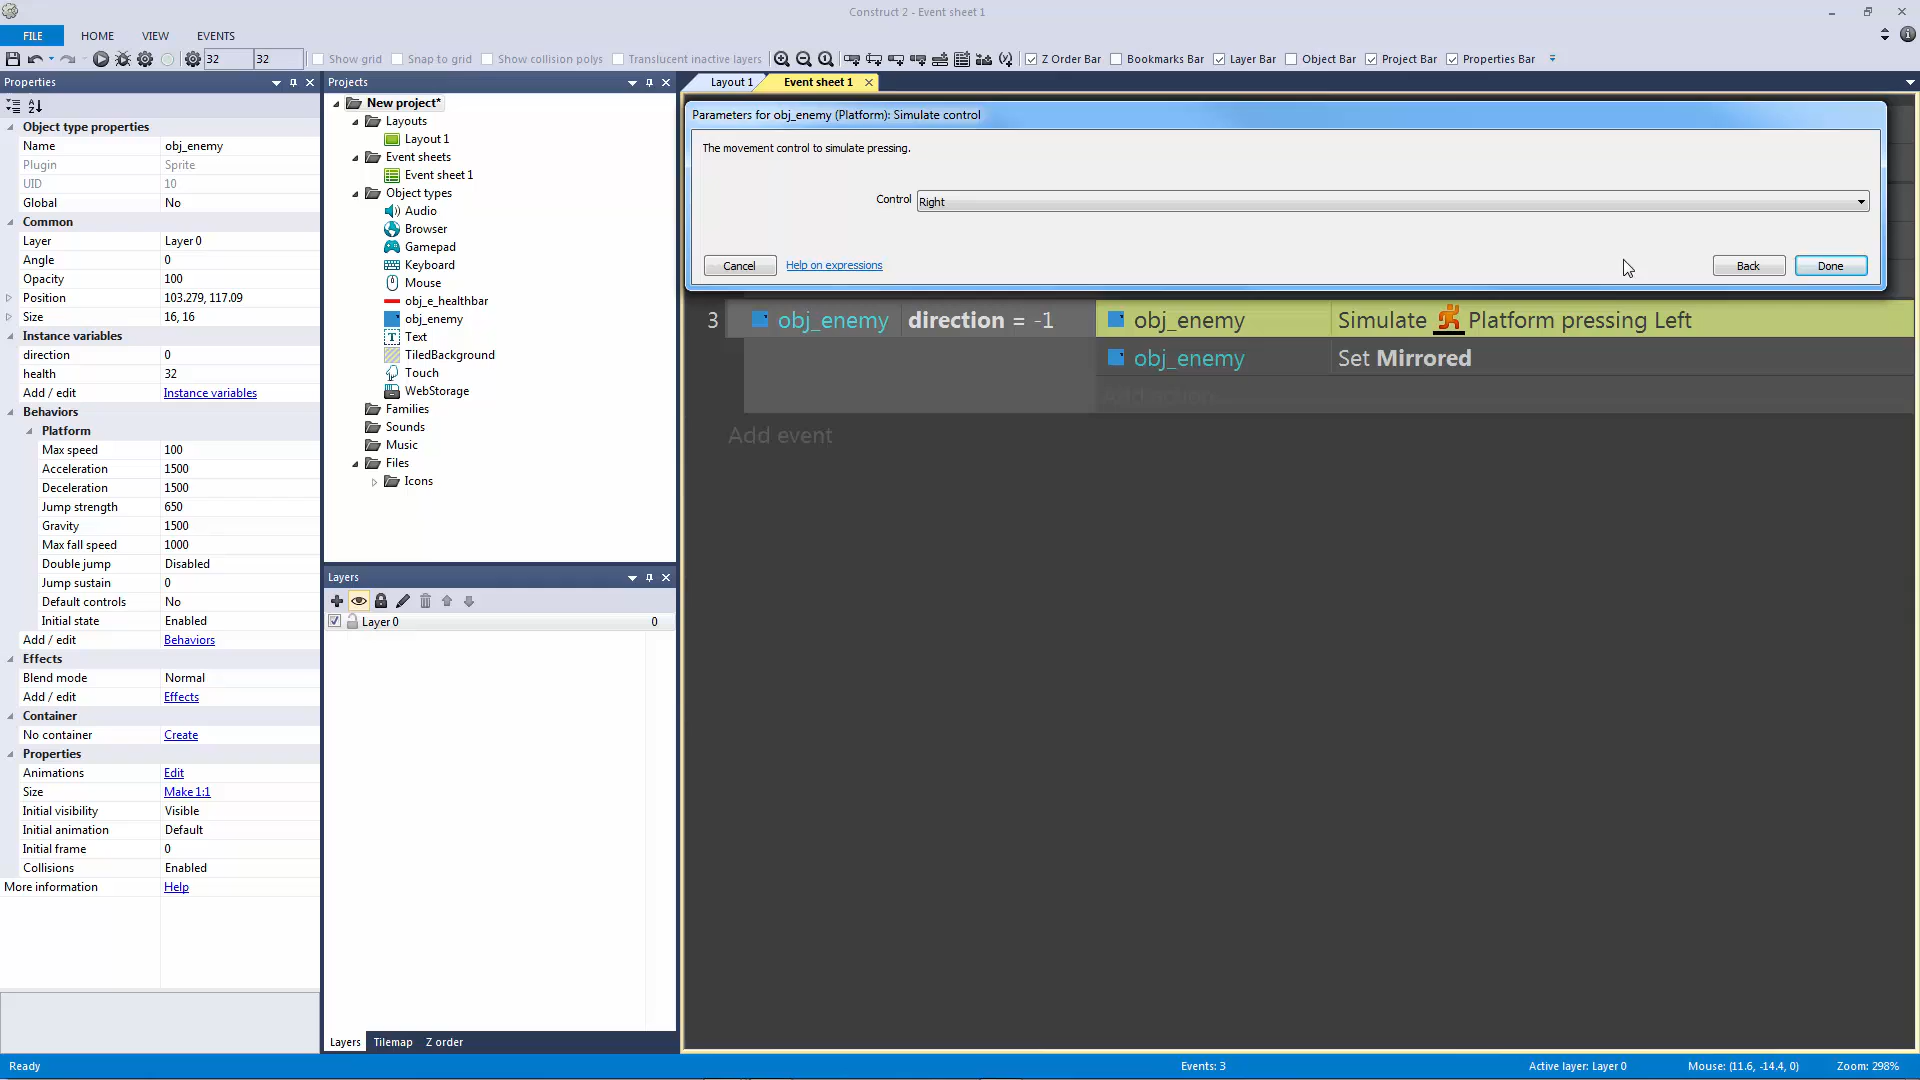 Construct 2 - Event sheet 1
FILE HOME VIEW EVENTS
32 32 Show grid Snap to grid Show collision polys Translucent inactive layers Z Order Bar Bookmarks Bar Layer Bar Object Bar Project Bar Properties Bar
Properties
Object type properties
Name obj_enemy
Plugin Sprite
UID 10
Global No
Common
Layer Layer 0
Angle 0
Opacity 100
Position 103.279, 117.09
Size 16, 16
Instance variables
direction 0
health 32
Add / edit Instance variables
Behaviors
Platform
Max speed 100
Acceleration 1500
Deceleration 1500
Jump strength 650
Gravity 1500
Max fall speed 1000
Double jump Disabled
Jump sustain 0
Default controls No
Initial state Enabled
Add / edit Behaviors
Effects
Blend mode Normal
Add / edit Effects
Container
No container Create
Properties
Animations Edit
Size Make 1:1
Initial visibility Visible
Initial animation Default
Initial frame 0
Collisions Enabled
More information Help
Projects
New project*
Layouts
Layout 1
Event sheets
Event sheet 1
Object types
Audio
Browser
Gamepad
Keyboard
Mouse
obj_e_healthbar
obj_enemy
Text
TiledBackground
Touch
WebStorage
Families
Sounds
Music
Files
Icons
Layers
Layer 0 0
Layers Tilemap Z order
Layout 1 Event sheet 1
Parameters for obj_enemy (Platform): Simulate control
The movement control to simulate pressing.
Control Right
Cancel Help on expressions Back Done
3 obj_enemy direction = -1 obj_enemy Simulate Platform pressing Left
obj_enemy Set Mirrored
Add action
Add event
Ready Events: 3 Active layer: Layer 0 Mouse: (11.6, -14.4, 0) Zoom: 298%